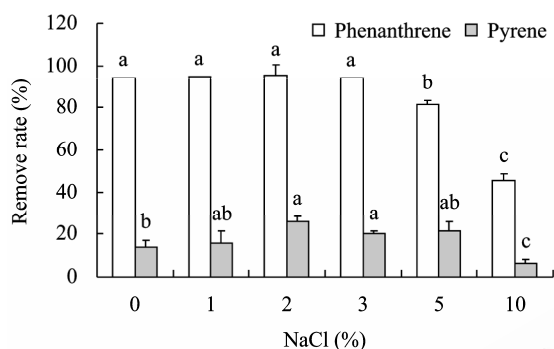 Phenanthrene Pyrene
Remove rate (%)
120
100
80
60
40
20
0
a a a a b c
b ab a a ab c
0 1 2 3 5 10
NaCl (%)